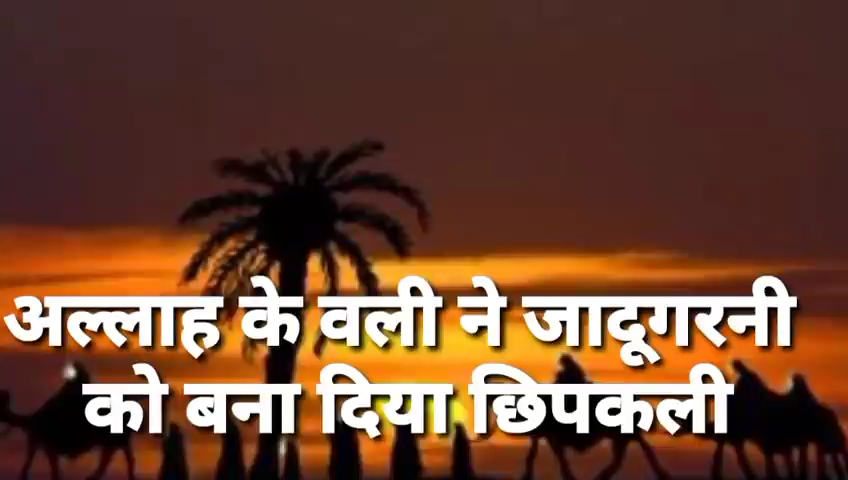 अल्लाह के वली ने जादूगरनी
को बना दिया छिपकली